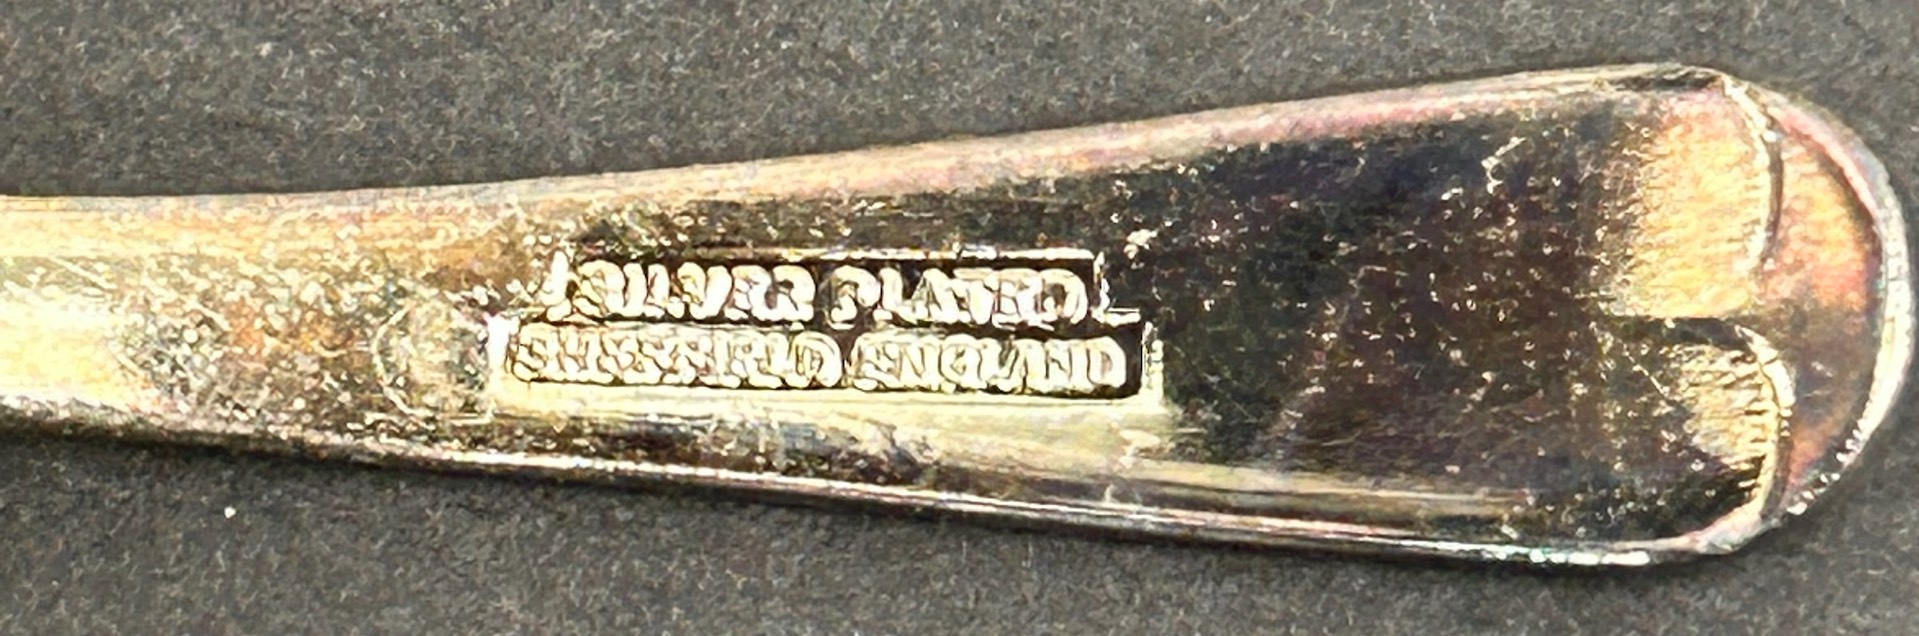 SILVER PLATED
SHEFFIELD ENGLAND